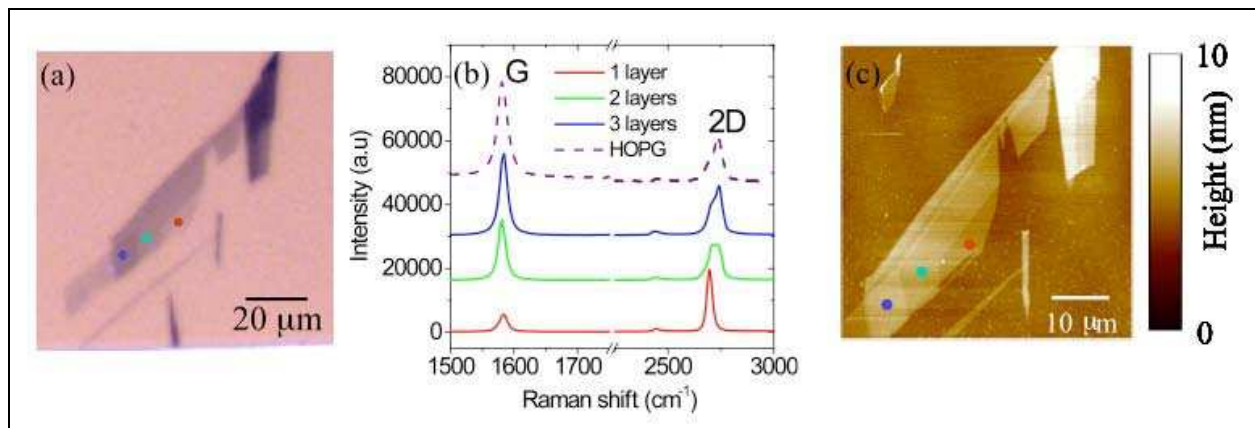 (a)
20 μm
(b)
G
2D
1 layer
2 layers
3 layers
HOPG
80000
60000
40000
20000
0
Intensity (a.u)
1500 1600 1700 2500 3000
Raman shift (cm⁻¹)
(c)
10 μm
10
Height (nm)
0